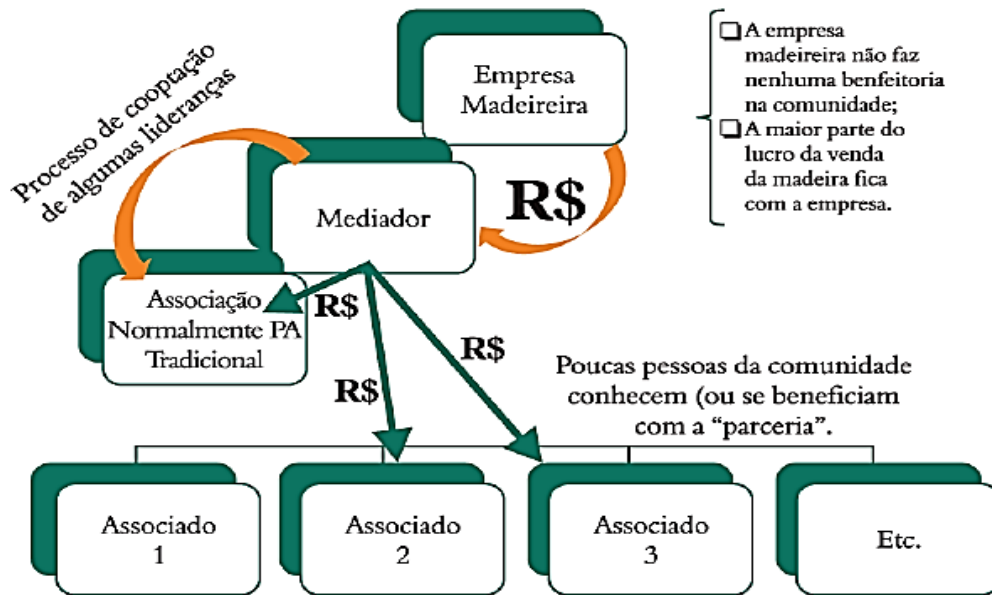 Processo de cooptação
de algumas lideranças
Empresa
Madeireira
❑ A empresa
madeireira não faz
nenhuma benfeitoria
na comunidade;
❑ A maior parte do
lucro da venda
da madeira fica
com a empresa.
R$
Mediador
Associação
Normalmente PA
Tradicional
R$
R$
R$
Poucas pessoas da comunidade
conhecem (ou se beneficiam
com a “parceria”.
Associado
1
Associado
2
Associado
3
Etc.